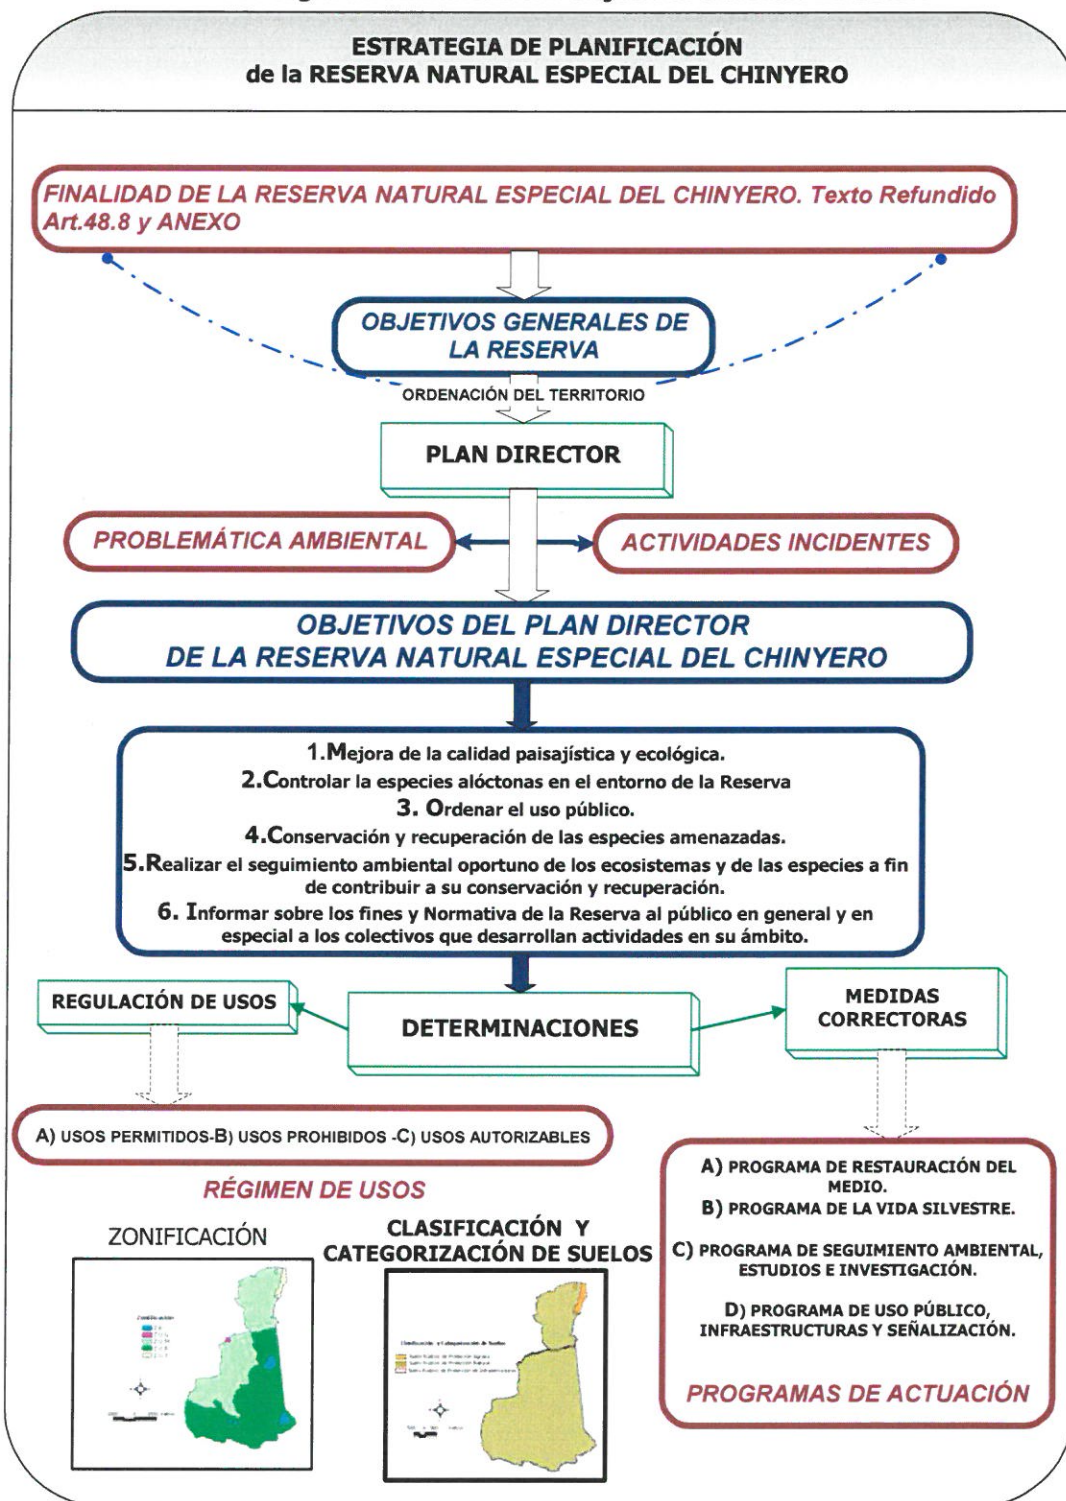 ESTRATEGIA DE PLANIFICACIÓN
de la RESERVA NATURAL ESPECIAL DEL CHINYERO
FINALIDAD DE LA RESERVA NATURAL ESPECIAL DEL CHINYERO. Texto Refundido
Art.48.8 y ANEXO
OBJETIVOS GENERALES DE
LA RESERVA
ORDENACIÓN DEL TERRITORIO
PLAN DIRECTOR
PROBLEMÁTICA AMBIENTAL
ACTIVIDADES INCIDENTES
OBJETIVOS DEL PLAN DIRECTOR
DE LA RESERVA NATURAL ESPECIAL DEL CHINYERO
1.Mejora de la calidad paisajística y ecológica.
2.Controlar la especies alóctonas en el entorno de la Reserva
3. Ordenar el uso público.
4.Conservación y recuperación de las especies amenazadas.
5.Realizar el seguimiento ambiental oportuno de los ecosistemas y de las especies a fin
de contribuir a su conservación y recuperación.
6. Informar sobre los fines y Normativa de la Reserva al público en general y en
especial a los colectivos que desarrollan actividades en su ámbito.
REGULACIÓN DE USOS
DETERMINACIONES
MEDIDAS
CORRECTORAS
A) USOS PERMITIDOS-B) USOS PROHIBIDOS -C) USOS AUTORIZABLES
RÉGIMEN DE USOS
ZONIFICACIÓN
Zonificación
CLASIFICACIÓN Y
CATEGORIZACIÓN DE SUELOS
Clasificación y Categorización de Suelos
A) PROGRAMA DE RESTAURACIÓN DEL
MEDIO.
B) PROGRAMA DE LA VIDA SILVESTRE.
C) PROGRAMA DE SEGUIMIENTO AMBIENTAL,
ESTUDIOS E INVESTIGACIÓN.
D) PROGRAMA DE USO PÚBLICO,
INFRAESTRUCTURAS Y SEÑALIZACIÓN.
PROGRAMAS DE ACTUACIÓN